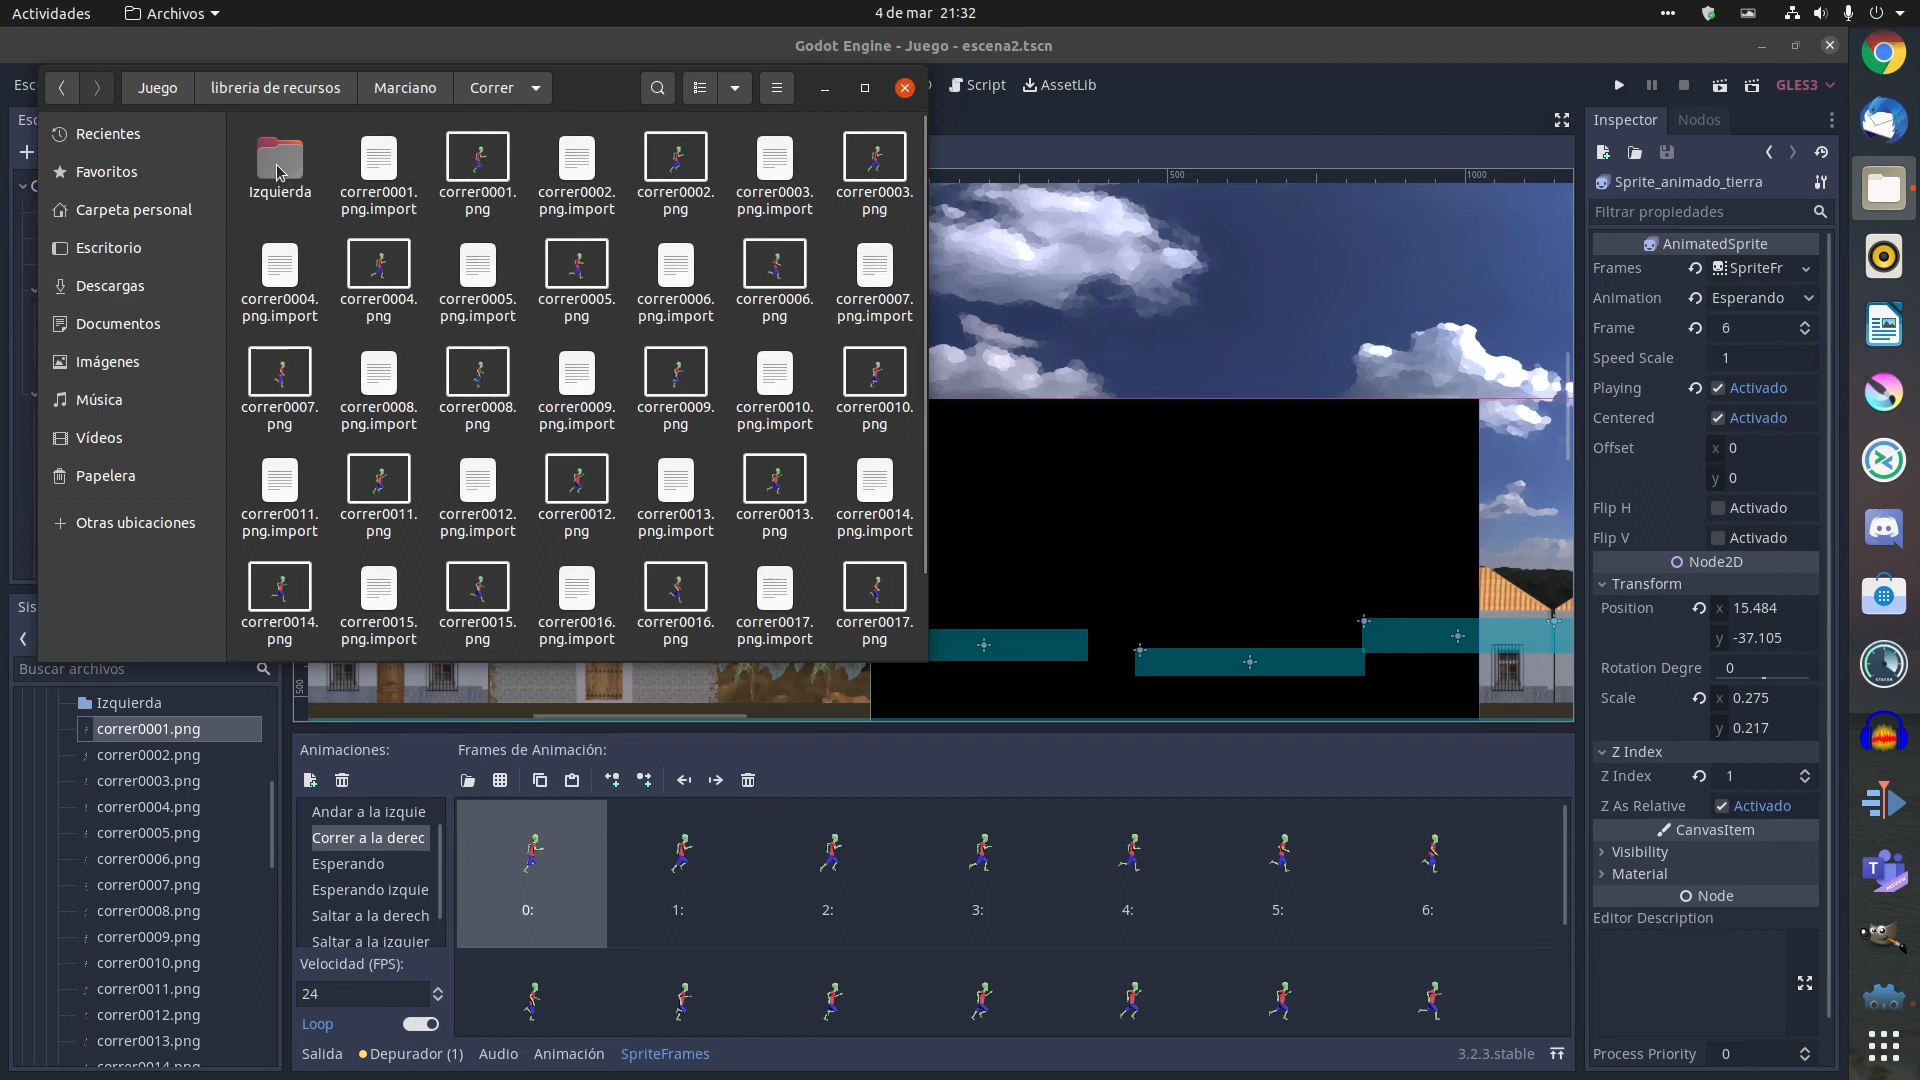 Actividades
Archivos
4 de mar 21:32
Godot Engine - Juego - escena2.tscn
Esc
Script
AssetLib
GLES3
Juego
libreria de recursos
Marciano
Correr
Recientes
Favoritos
Carpeta personal
Escritorio
Descargas
Documentos
Imágenes
Música
Vídeos
Papelera
Otras ubicaciones
Izquierda
correr0001.
png.import
correr0001.
png
correr0002.
png.import
correr0002.
png
correr0003.
png.import
correr0003.
png
correr0004.
png.import
correr0004.
png
correr0005.
png.import
correr0005.
png
correr0006.
png.import
correr0006.
png
correr0007.
png.import
correr0007.
png
correr0008.
png.import
correr0008.
png
correr0009.
png.import
correr0009.
png
correr0010.
png.import
correr0010.
png
correr0011.
png.import
correr0011.
png
correr0012.
png.import
correr0012.
png
correr0013.
png.import
correr0013.
png
correr0014.
png.import
correr0014.
png
correr0015.
png.import
correr0015.
png
correr0016.
png.import
correr0016.
png
correr0017.
png.import
correr0017.
png
500
1000
500
Sis
Buscar archivos
Izquierda
correr0001.png
correr0002.png
correr0003.png
correr0004.png
correr0005.png
correr0006.png
correr0007.png
correr0008.png
correr0009.png
correr0010.png
correr0011.png
correr0012.png
correr0013.png
correr0014.png
Animaciones:
Andar a la izquie
Correr a la derec
Esperando
Esperando izquie
Saltar a la derech
Saltar a la izquier
Velocidad (FPS):
24
Loop
Frames de Animación:
0:
1:
2:
3:
4:
5:
6:
Salida
Depurador (1)
Audio
Animación
SpriteFrames
3.2.3.stable
Inspector
Nodos
Sprite_animado_tierra
Filtrar propiedades
AnimatedSprite
Frames
SpriteFr
Animation
Esperando
Frame
6
Speed Scale
1
Playing
Activado
Centered
Activado
Offset
x 0
y 0
Flip H
Activado
Flip V
Activado
Node2D
Transform
Position
x 15.484
y -37.105
Rotation Degre
0
Scale
x 0.275
y 0.217
Z Index
Z Index
1
Z As Relative
Activado
CanvasItem
Visibility
Material
Node
Editor Description
Process Priority
0
STACER
PREVIEW